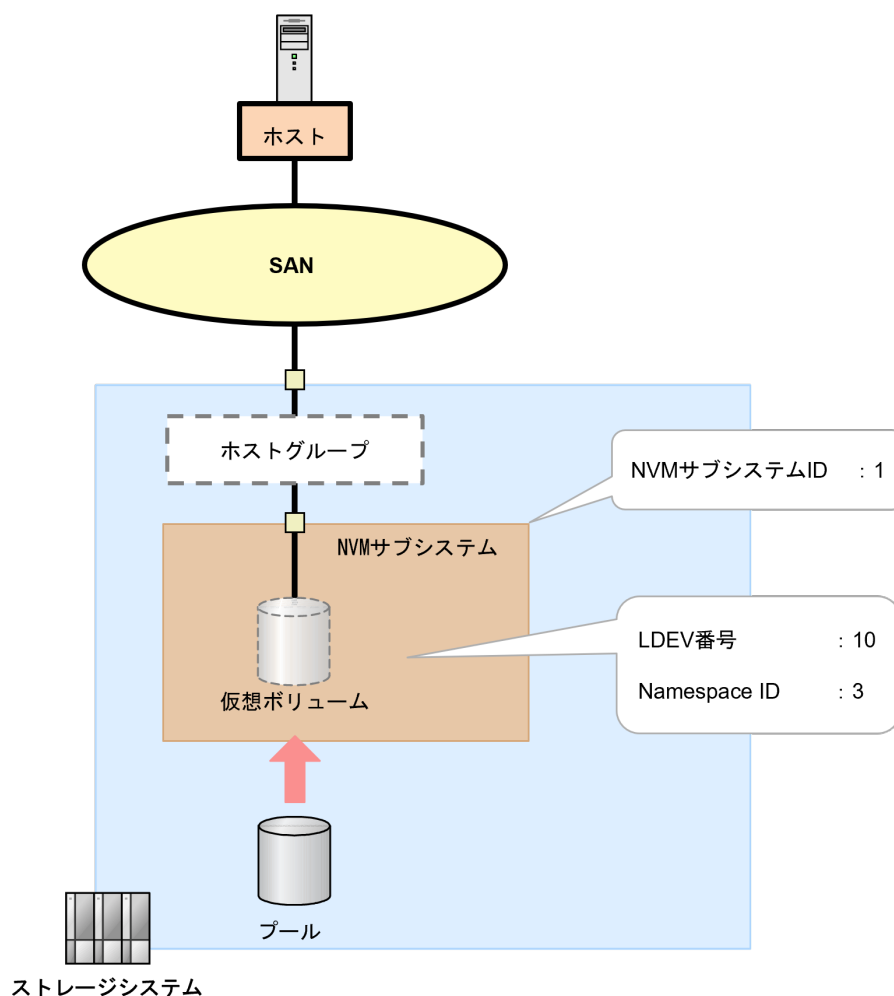 ホスト
SAN
ホストグループ
NVMサブシステムID : 1
NVMサブシステム
LDEV番号 : 10
Namespace ID : 3
仮想ボリューム
プール
ストレージシステム